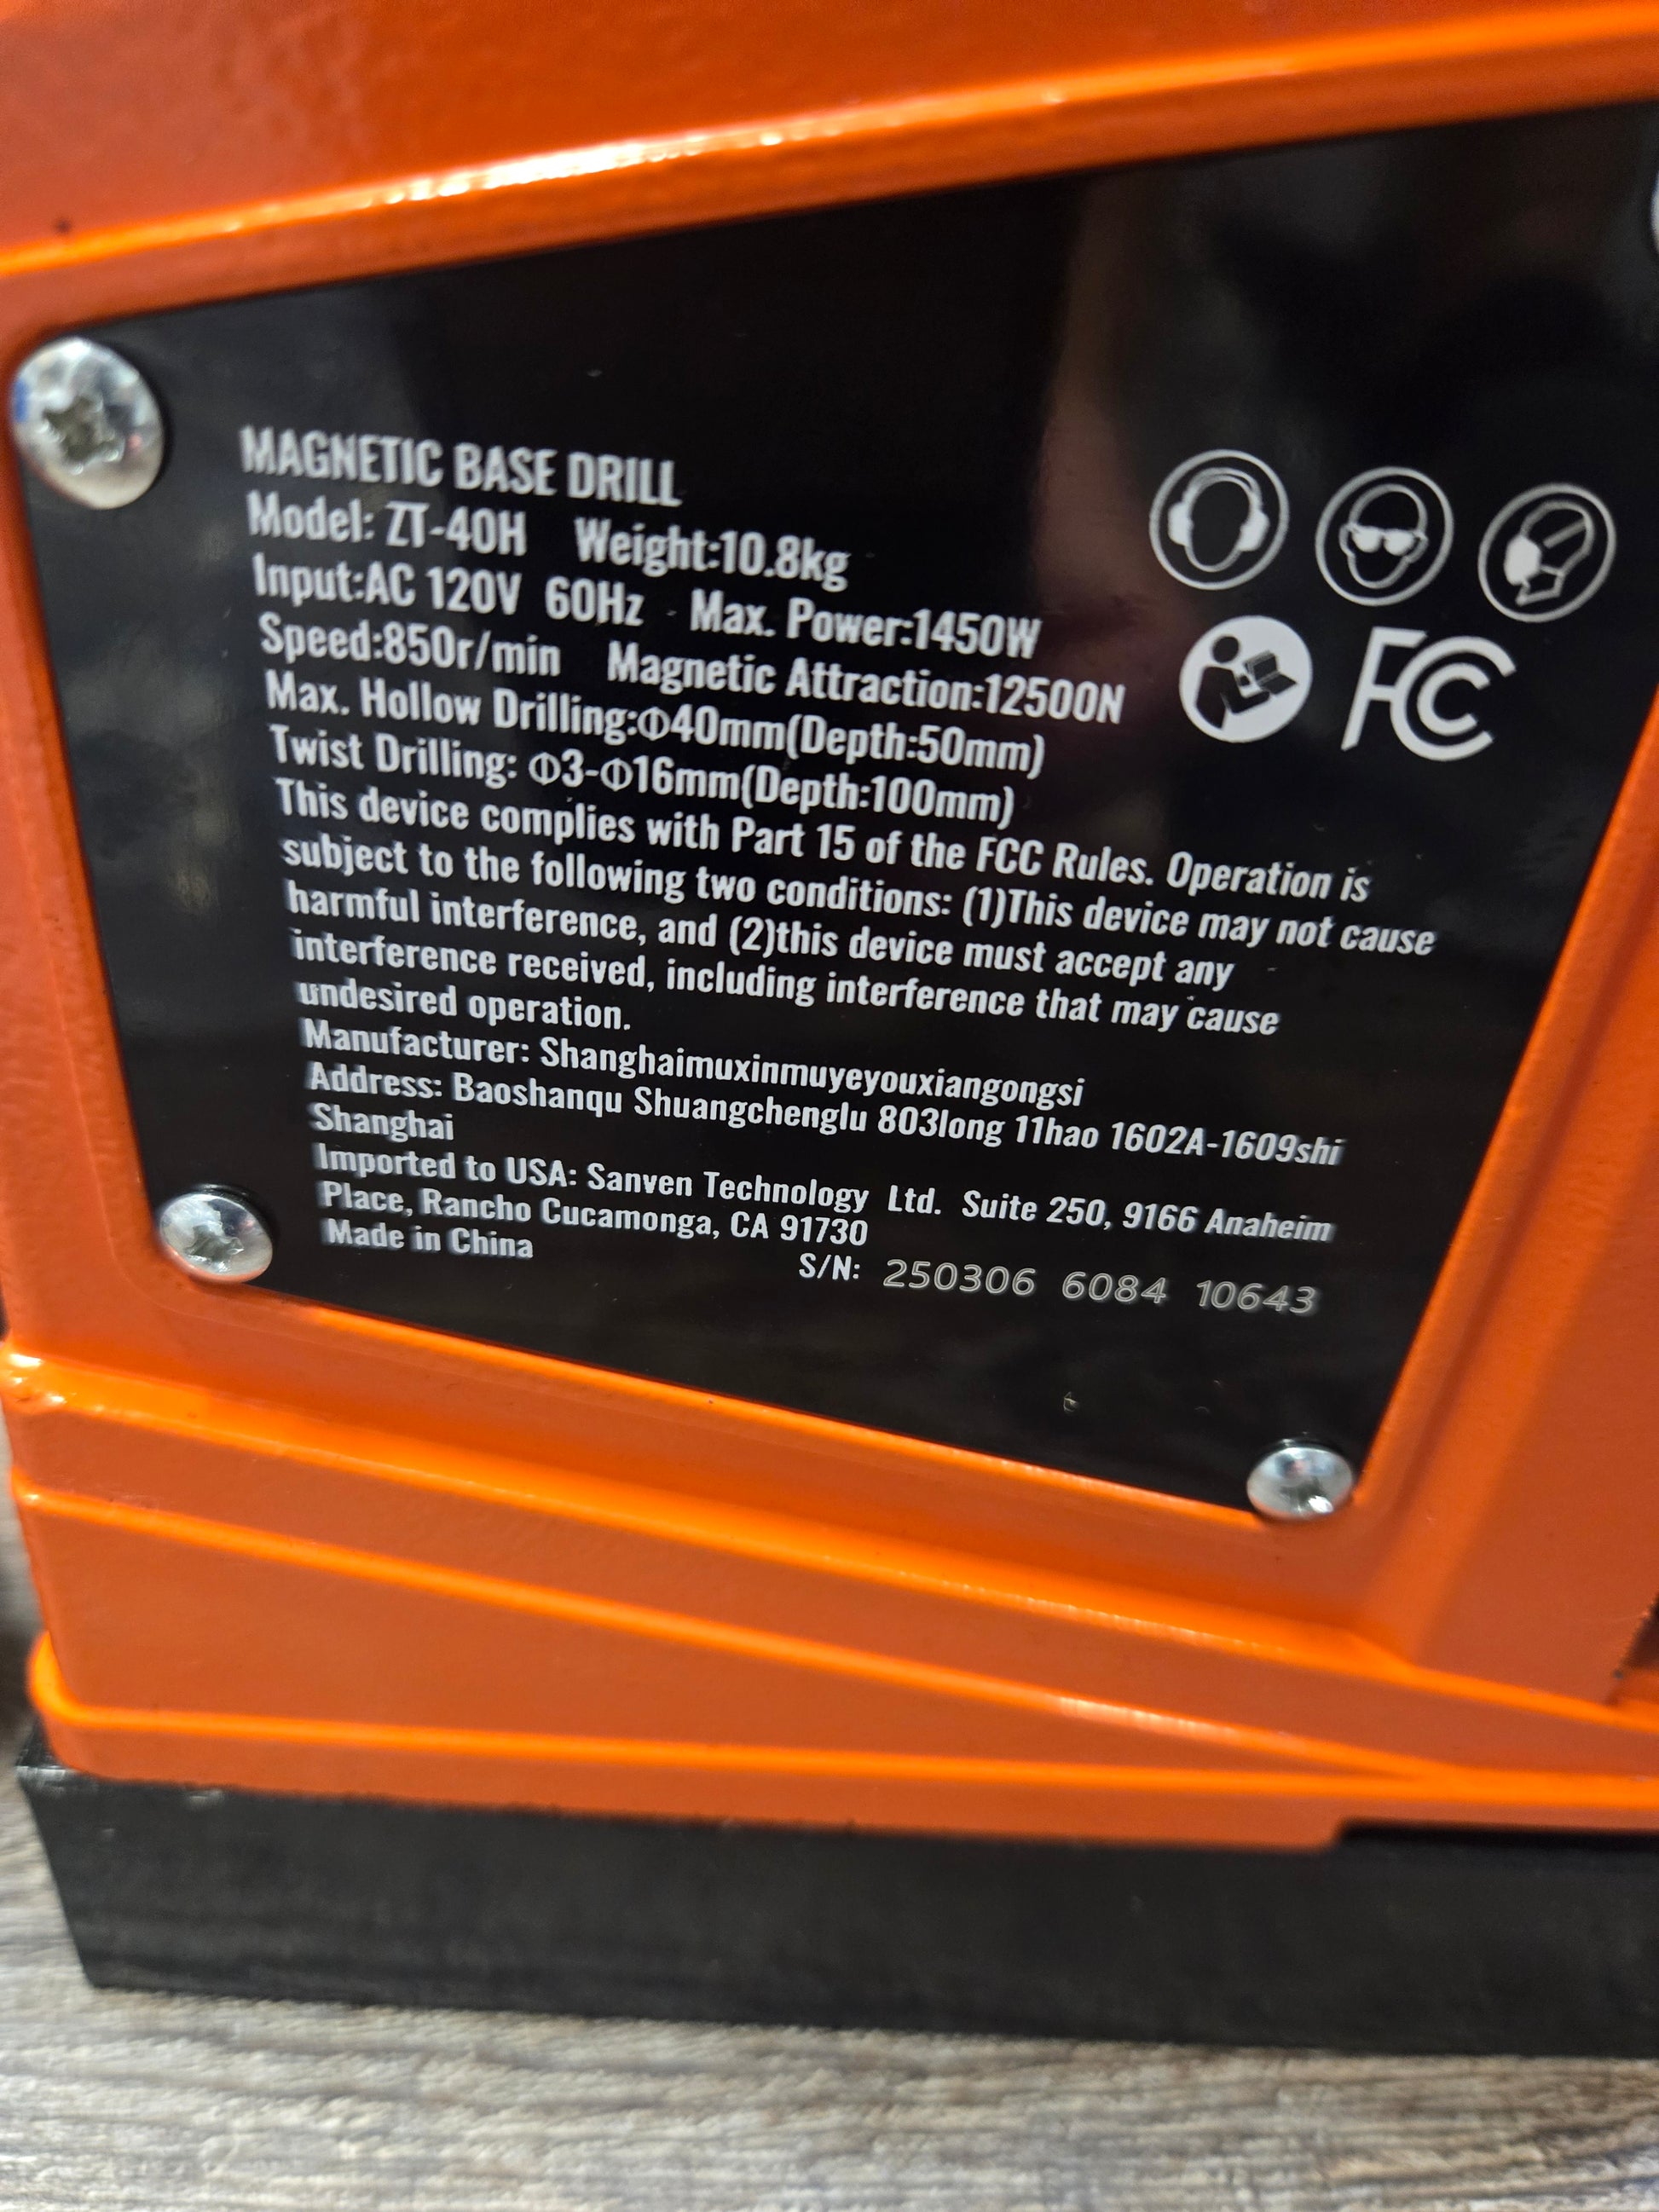 MAGNETIC BASE DRILL
Model: ZT-40H Weight:10.8kg
Input:AC 120V 60Hz Max. Power:1450W
Speed:850r/min Magnetic Attraction:12500N
Max. Hollow Drilling:Φ40mm(Depth:50mm)
Twist Drilling: Φ3-Φ16mm(Depth:100mm)
This device complies with Part 15 of the FCC Rules. Operation is
subject to the following two conditions: (1)This device may not cause
harmful interference, and (2)this device must accept any
interference received, including interference that may cause
undesired operation.
Manufacturer: Shanghaimuxinmuyeyouxiangongsi
Address: Baoshanqu Shuangchenglu 803long 11hao 1602A-1609shi
Shanghai
Imported to USA: Sanven Technology Ltd. Suite 250, 9166 Anaheim
Place, Rancho Cucamonga, CA 91730
Made in China
S/N: 250306 6084 10643
FC